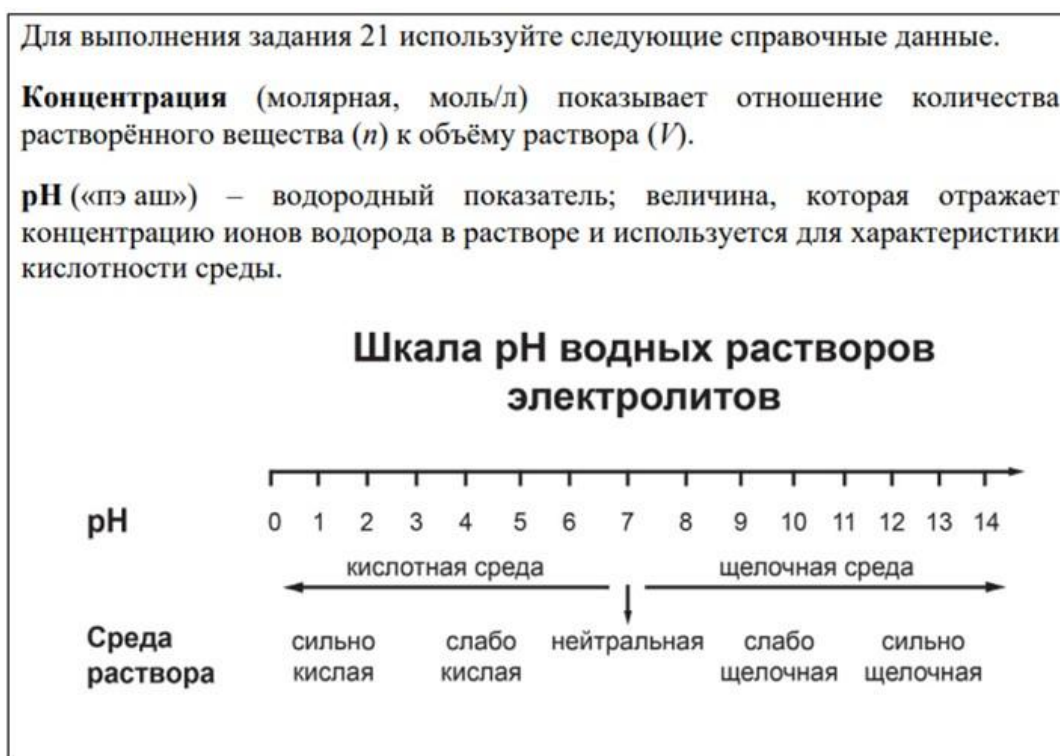 Для выполнения задания 21 используйте следующие справочные данные.
Концентрация (молярная, моль/л) показывает отношение количества
растворённого вещества (n) к объёму раствора (V).
pH («пэ аш») – водородный показатель; величина, которая отражает
концентрацию ионов водорода в растворе и используется для характеристики
кислотности среды.
Шкала pH водных растворов
электролитов
pH 0 1 2 3 4 5 6 7 8 9 10 11 12 13 14
кислотная среда щелочная среда
Среда сильно слабо нейтральная слабо сильно
раствора кислая кислая щелочная щелочная